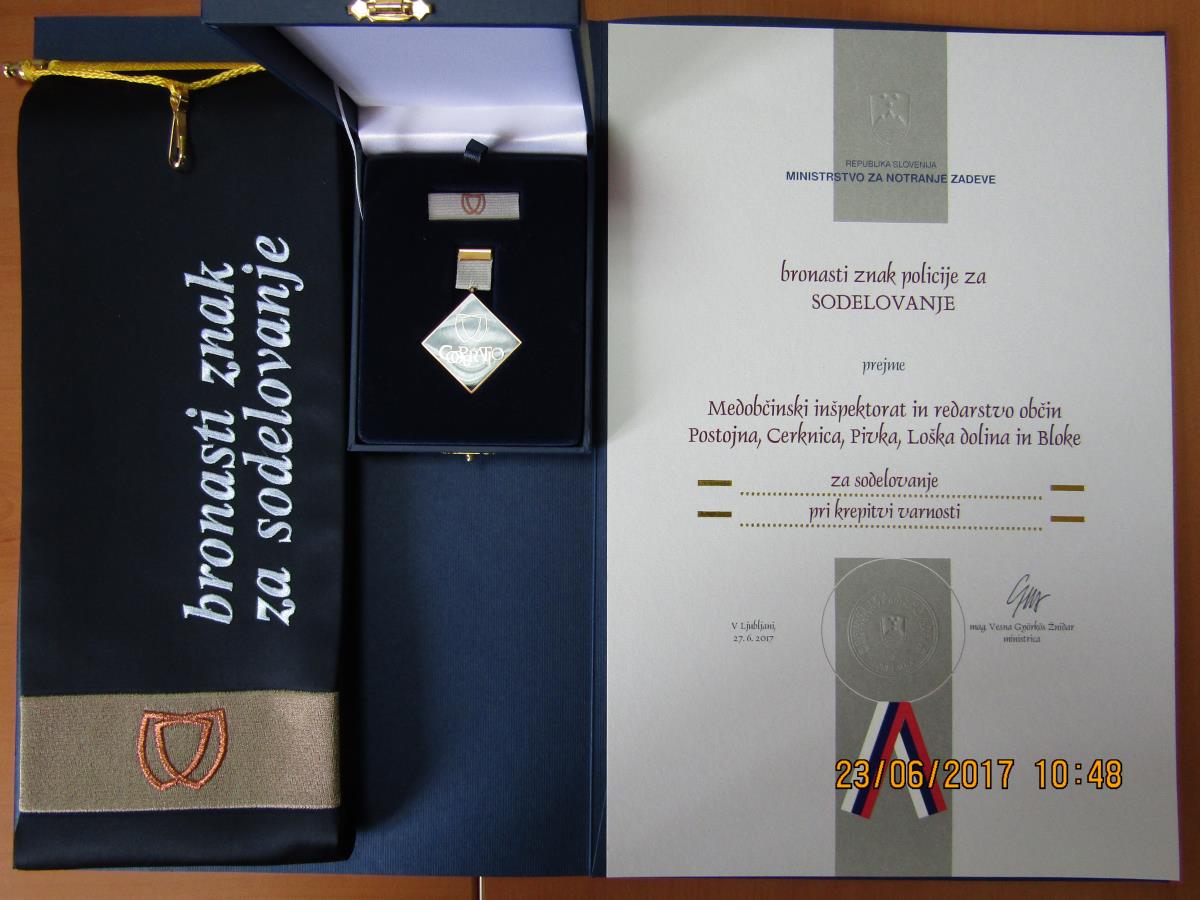 bronasti znak
za sodelovanje
REPUBLIKA SLOVENIJA
MINISTRSTVO ZA NOTRANJE ZADEVE
bronasti znak policije za
SODELOVANJE
prejme
Medobčinski inšpektorat in redarstvo občin
Postojna, Cerknica, Pivka, Loška dolina in Bloke
za sodelovanje
pri krepitvi varnosti
V Ljubljani,
27. 6. 2017
mag. Vesna Györkös Žnidar
ministrica
23/06/2017 10:48